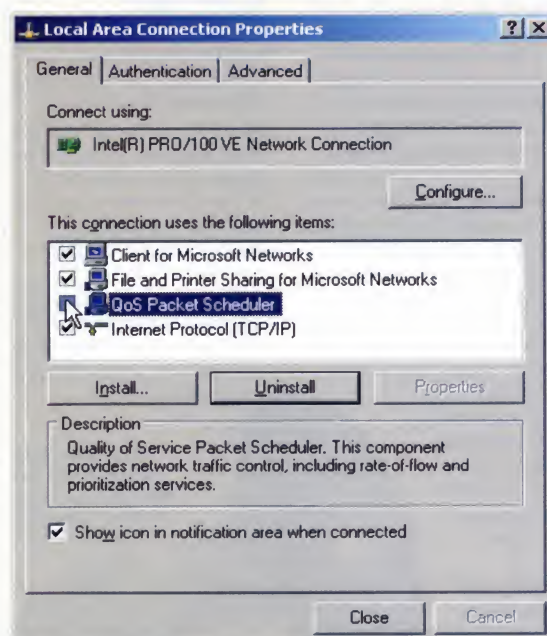 Local Area Connection Properties
General Authentication Advanced
Connect using:
Intel(R) PRO/100 VE Network Connection
Configure...
This connection uses the following items:
Client for Microsoft Networks
File and Printer Sharing for Microsoft Networks
QoS Packet Scheduler
Internet Protocol (TCP/IP)
Install... Uninstall Properties
Description
Quality of Service Packet Scheduler. This component
provides network traffic control, including rate-of-flow and
prioritization services.
Show icon in notification area when connected
Close Cancel